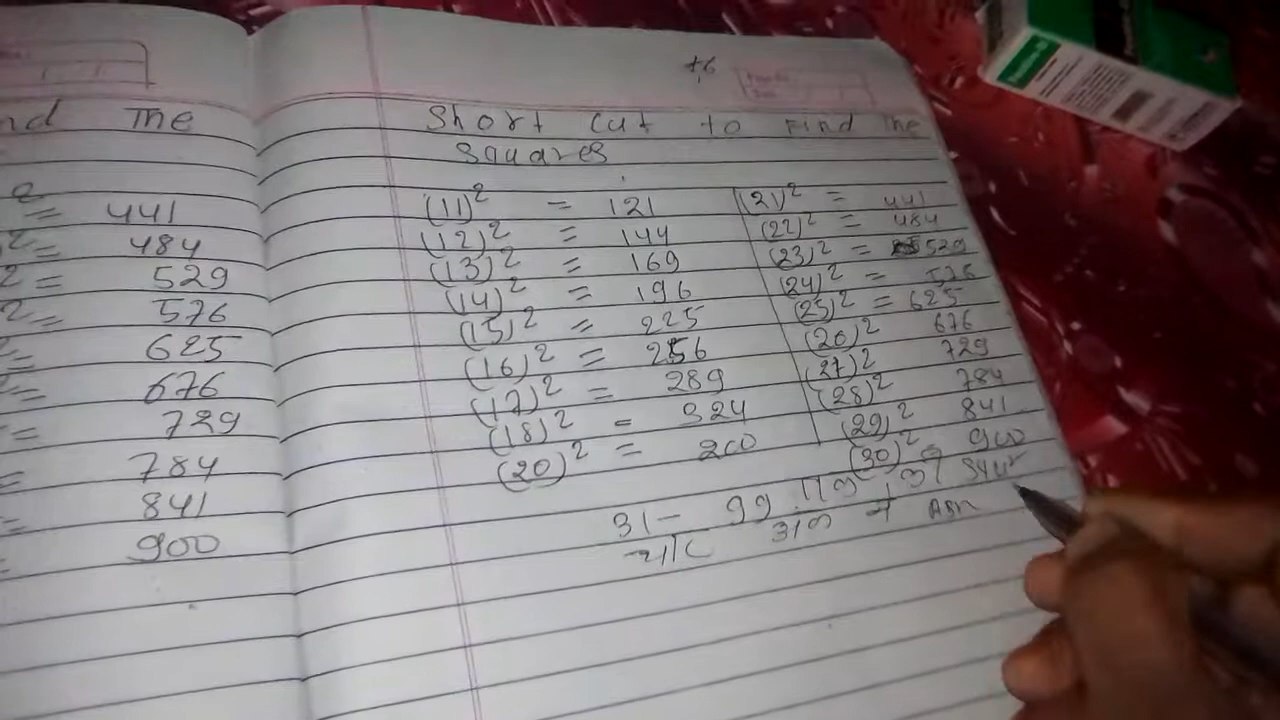 nd The
= 441
2 = 484
2 = 529
2 = 576
= 625
= 676
= 729
= 784
= 841
= 900
+6
Short cut to Find The
squares
(11)² = 121
(12)² = 144
(13)² = 169
(14)² = 196
(15)² = 225
(16)² = 256
(17)² = 289
(18)² = 324
(20)² = 200
(21)² = 441
(22)² = 484
(23)² = 529
(24)² = 576
(25)² = 625
(26)² 676
(27)² 729
(28)² 784
(29)² 841
(30)² = 900
31 - 99